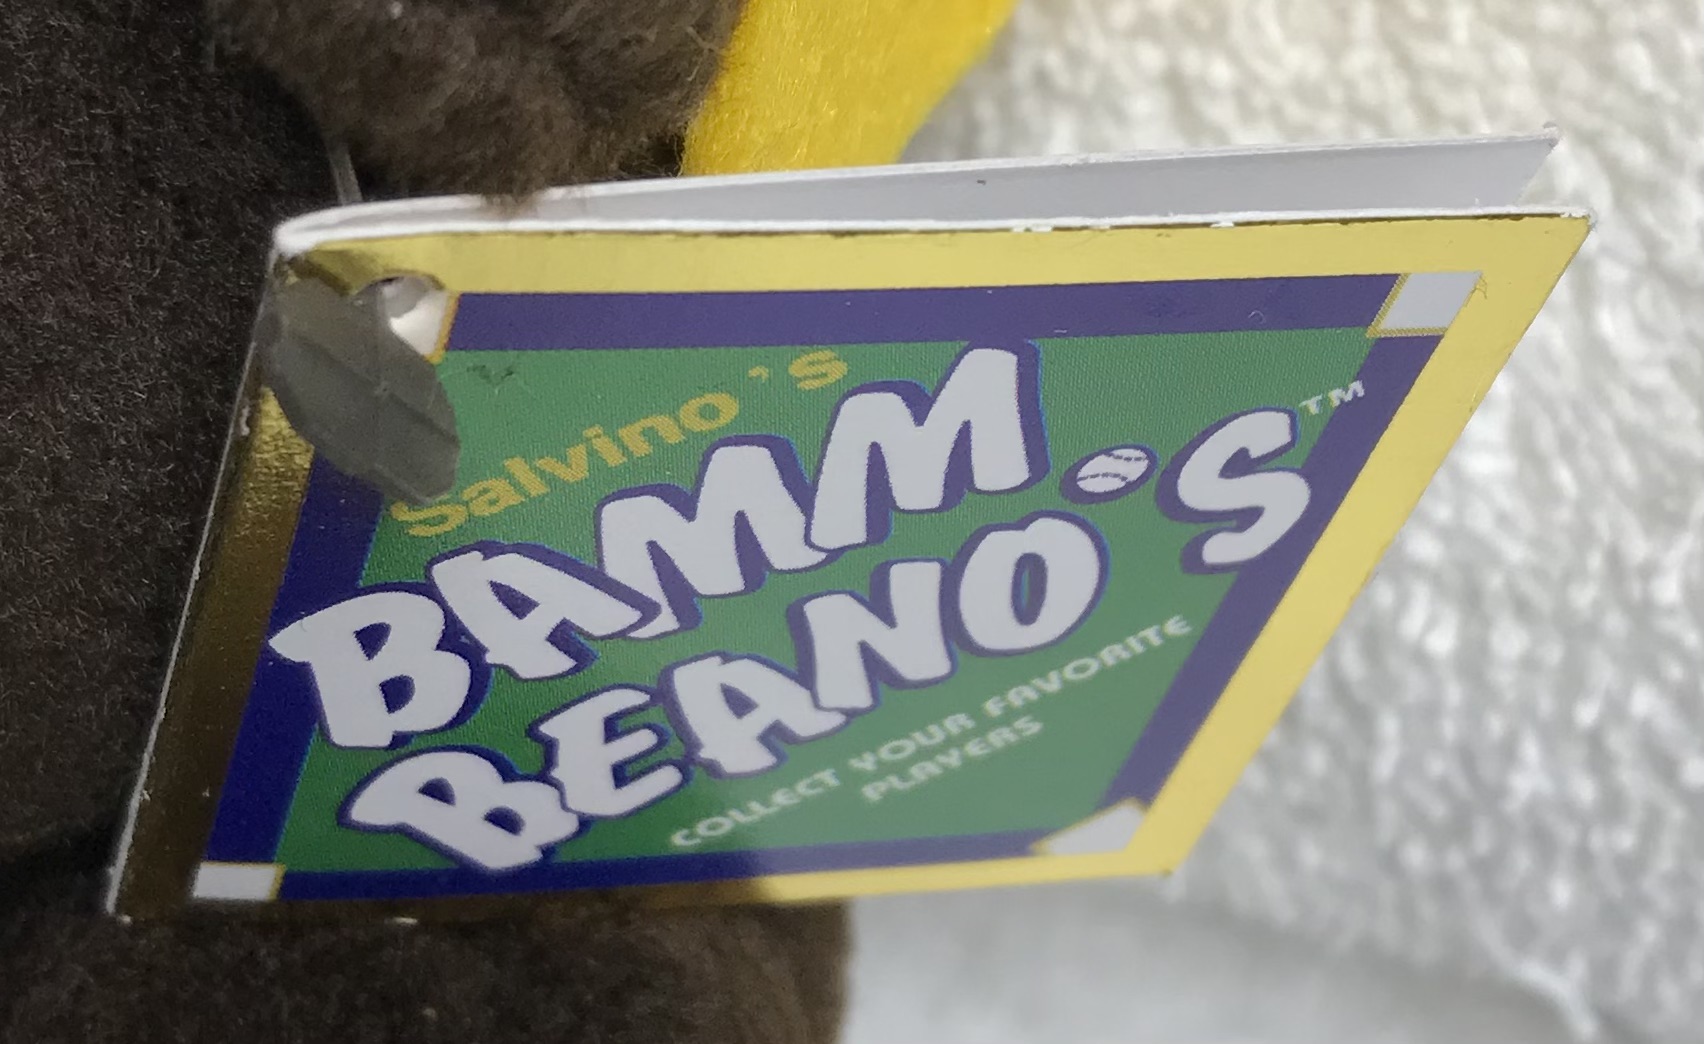 Salvino's
BAMM.
BEANO'S™
COLLECT YOUR FAVORITE
PLAYERS